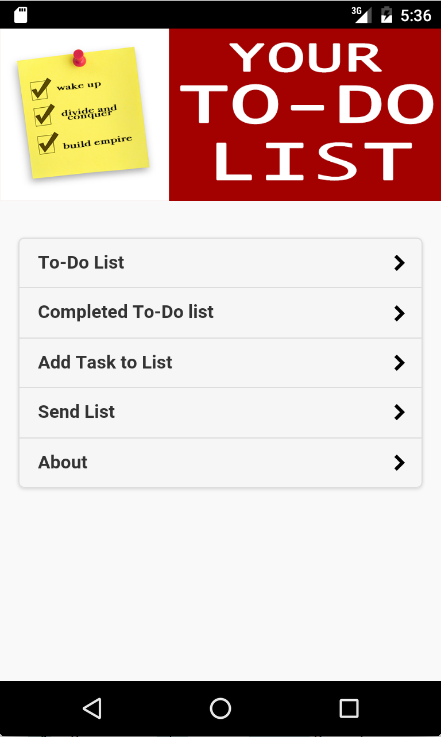 3G
5:36
wake up
divide and
conquer
build empire
YOUR
TO-DO
LIST
To-Do List
Completed To-Do list
Add Task to List
Send List
About